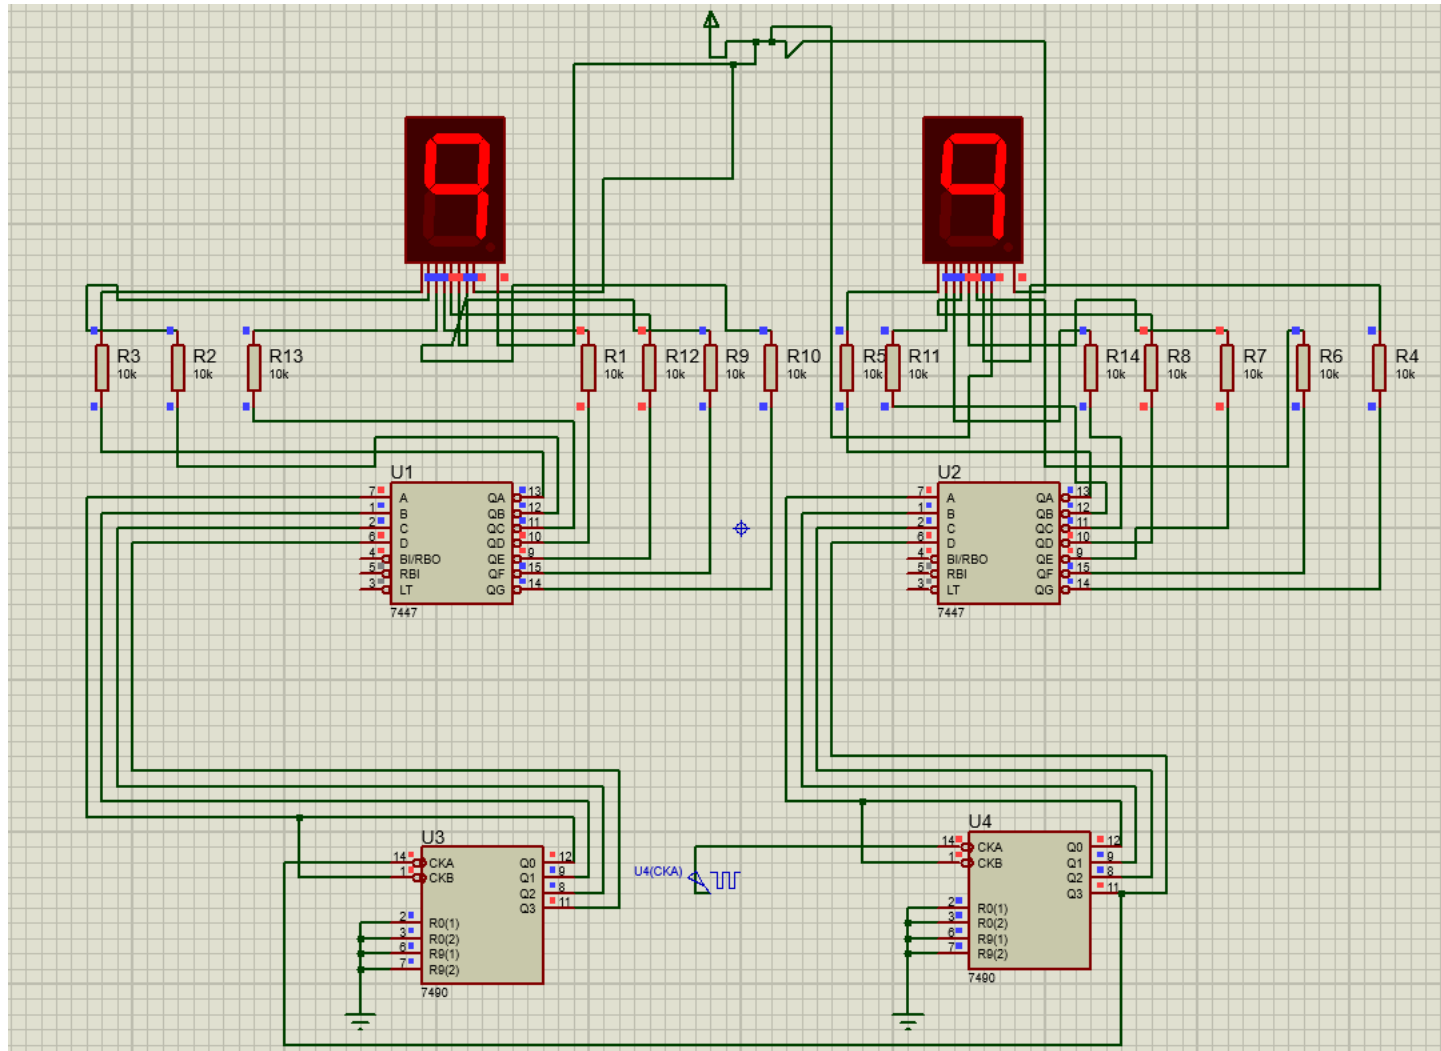 9
9
R3
10k
R2
10k
R13
10k
R1
10k
R12
10k
R9
10k
R10
10k
R5
10k
R11
10k
R14
10k
R8
10k
R7
10k
R6
10k
R4
10k
U1
7 A QA 13
1 B QB 12
2 C QC 11
6 D QD 10
4 BI/RBO QE 9
5 RBI QF 15
3 LT QG 14
7447
U2
7 A QA 13
1 B QB 12
2 C QC 11
6 D QD 10
4 BI/RBO QE 9
5 RBI QF 15
3 LT QG 14
7447
U3
14 CKA Q0 12
1 CKB Q1 9
Q2 8
Q3 11
2 R0(1)
3 R0(2)
6 R9(1)
7 R9(2)
7490
U4(CKA)
U4
14 CKA Q0 12
1 CKB Q1 9
Q2 8
Q3 11
2 R0(1)
3 R0(2)
6 R9(1)
7 R9(2)
7490